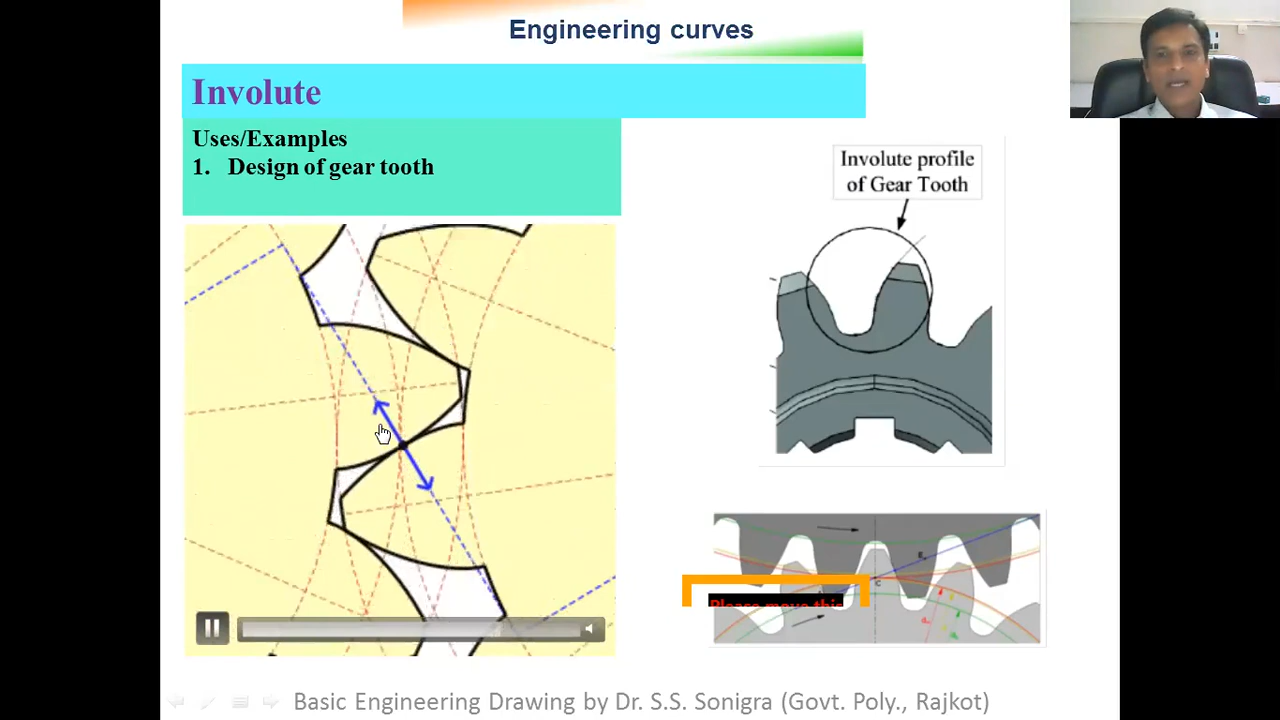 Engineering curves
Involute
Uses/Examples
1. Design of gear tooth
Involute profile
of Gear Tooth
Please move this
C
Basic Engineering Drawing by Dr. S.S. Sonigra (Govt. Poly., Rajkot)